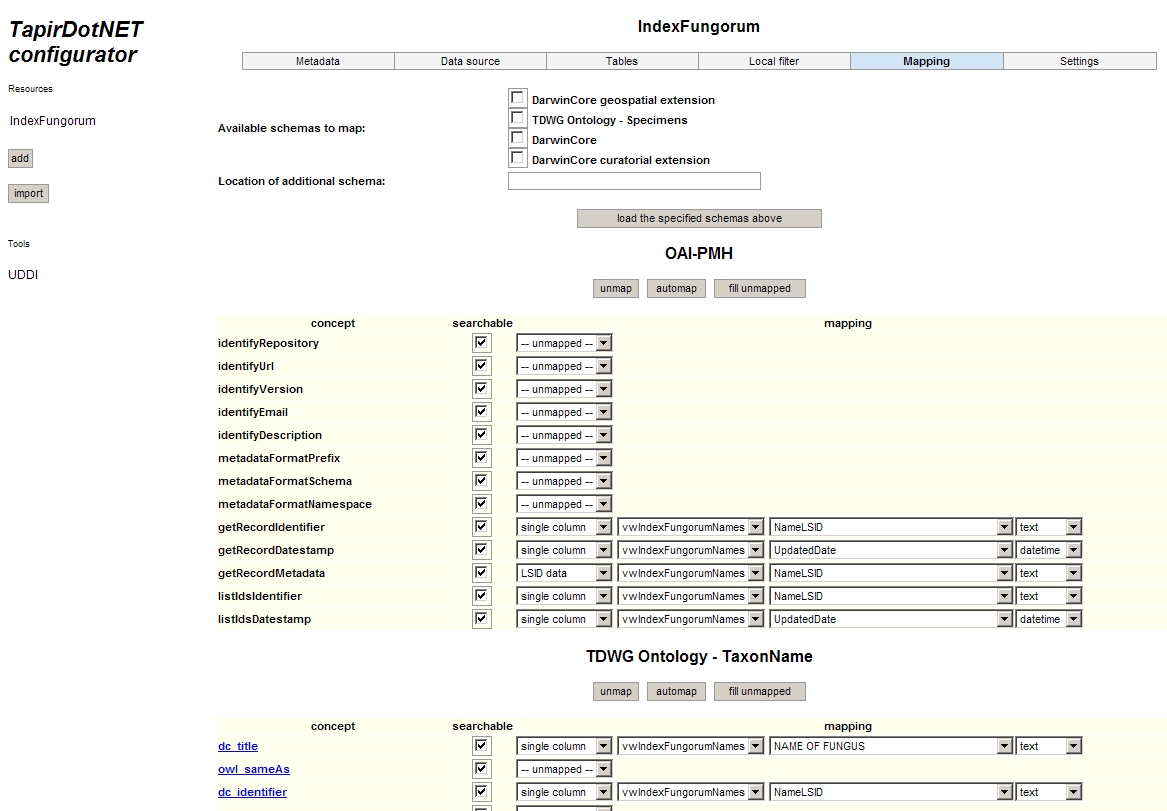 TapirDotNET
configurator
Resources
IndexFungorum
add
import
Tools
UDDI
IndexFungorum
Metadata Data source Tables Local filter Mapping Settings
Available schemas to map:
DarwinCore geospatial extension
TDWG Ontology - Specimens
DarwinCore
DarwinCore curatorial extension
Location of additional schema:
load the specified schemas above
OAI-PMH
unmap automap fill unmapped
concept searchable mapping
identifyRepository -- unmapped --
identifyUrl -- unmapped --
identifyVersion -- unmapped --
identifyEmail -- unmapped --
identifyDescription -- unmapped --
metadataFormatPrefix -- unmapped --
metadataFormatSchema -- unmapped --
metadataFormatNamespace -- unmapped --
getRecordIdentifier single column vwIndexFungorumNames NameLSID text
getRecordDatestamp single column vwIndexFungorumNames UpdatedDate datetime
getRecordMetadata LSID data vwIndexFungorumNames NameLSID text
listIdsIdentifier single column vwIndexFungorumNames NameLSID text
listIdsDatestamp single column vwIndexFungorumNames UpdatedDate datetime
TDWG Ontology - TaxonName
unmap automap fill unmapped
concept searchable mapping
dc_title single column vwIndexFungorumNames NAME OF FUNGUS text
owl_sameAs -- unmapped --
dc_identifier single column vwIndexFungorumNames NameLSID text